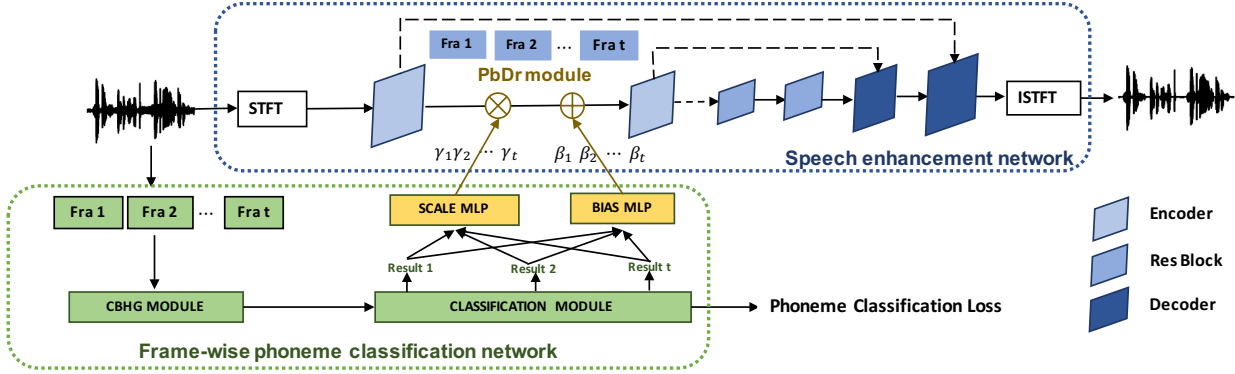 Fra 1 Fra 2 ... Fra t
PbDr module
STFT
ISTFT
γ₁γ₂ ... γₜ
β₁ β₂ ... βₜ
Speech enhancement network
Fra 1 Fra 2 ... Fra t
SCALE MLP
BIAS MLP
Result 1 Result 2 Result t
CBHG MODULE
CLASSIFICATION MODULE
Phoneme Classification Loss
Frame-wise phoneme classification network
Encoder
Res Block
Decoder